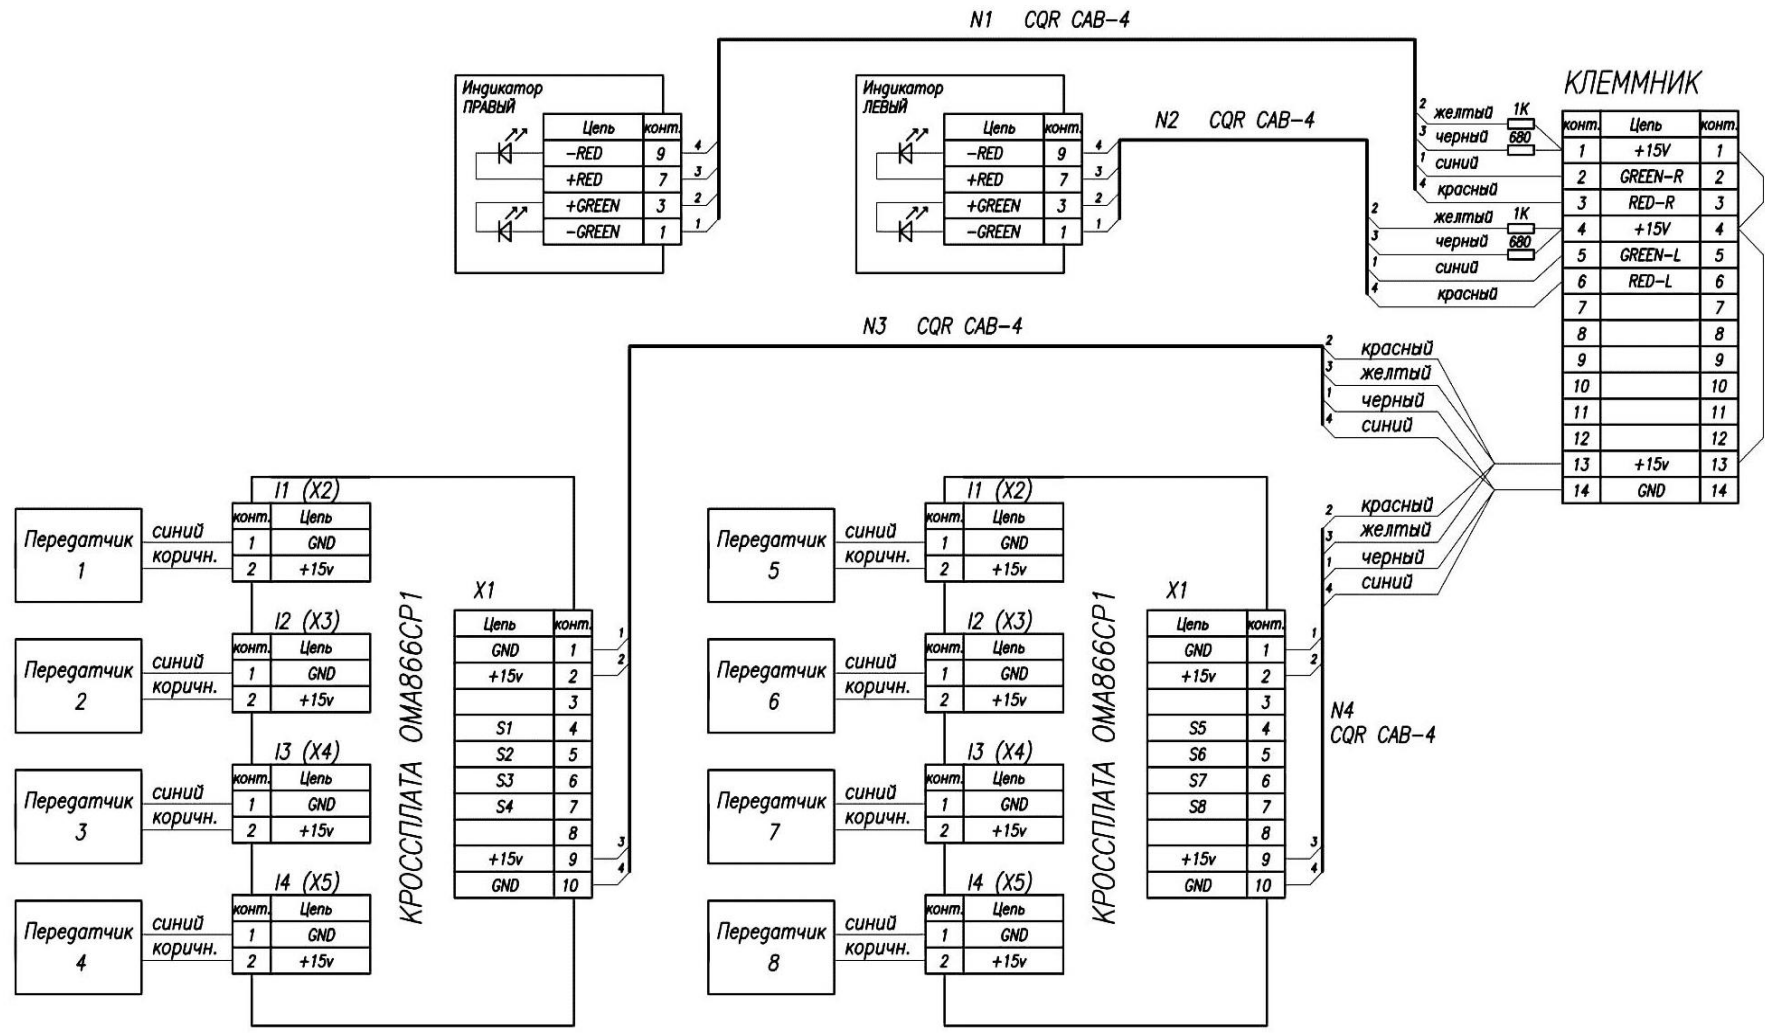 N1 CQR CAB-4
Индикатор
ПРАВЫЙ
Цепь конт.
-RED 9 4
+RED 7 3
+GREEN 3 2
-GREEN 1 1
Индикатор
ЛЕВЫЙ
Цепь конт.
-RED 9 4
+RED 7 3
+GREEN 3 2
-GREEN 1 1
N2 CQR CAB-4
КЛЕММНИК
2 желтый 1К
3 черный 680
1 синий
4 красный
2 желтый 1К
3 черный 680
1 синий
4 красный
конт. Цепь конт.
1 +15V 1
2 GREEN-R 2
3 RED-R 3
4 +15V 4
5 GREEN-L 5
6 RED-L 6
7 7
8 8
9 9
10 10
11 11
12 12
13 +15v 13
14 GND 14
N3 CQR CAB-4
2 красный
3 желтый
1 черный
4 синий
2 красный
3 желтый
1 черный
4 синий
N4
CQR CAB-4
Передатчик
1
синий
коричн.
I1 (X2)
конт. Цепь
1 GND
2 +15v
Передатчик
2
синий
коричн.
I2 (X3)
конт. Цепь
1 GND
2 +15v
Передатчик
3
синий
коричн.
I3 (X4)
конт. Цепь
1 GND
2 +15v
Передатчик
4
синий
коричн.
I4 (X5)
конт. Цепь
1 GND
2 +15v
КРОССПЛАТА ОМА866СР1
X1
Цепь конт.
GND 1 1
+15v 2 2
3
S1 4
S2 5
S3 6
S4 7
8
+15v 9 3
GND 10 4
Передатчик
5
синий
коричн.
I1 (X2)
конт. Цепь
1 GND
2 +15v
Передатчик
6
синий
коричн.
I2 (X3)
конт. Цепь
1 GND
2 +15v
Передатчик
7
синий
коричн.
I3 (X4)
конт. Цепь
1 GND
2 +15v
Передатчик
8
синий
коричн.
I4 (X5)
конт. Цепь
1 GND
2 +15v
КРОССПЛАТА ОМА866СР1
X1
Цепь конт.
GND 1 1
+15v 2 2
3
S5 4
S6 5
S7 6
S8 7
8
+15v 9 3
GND 10 4